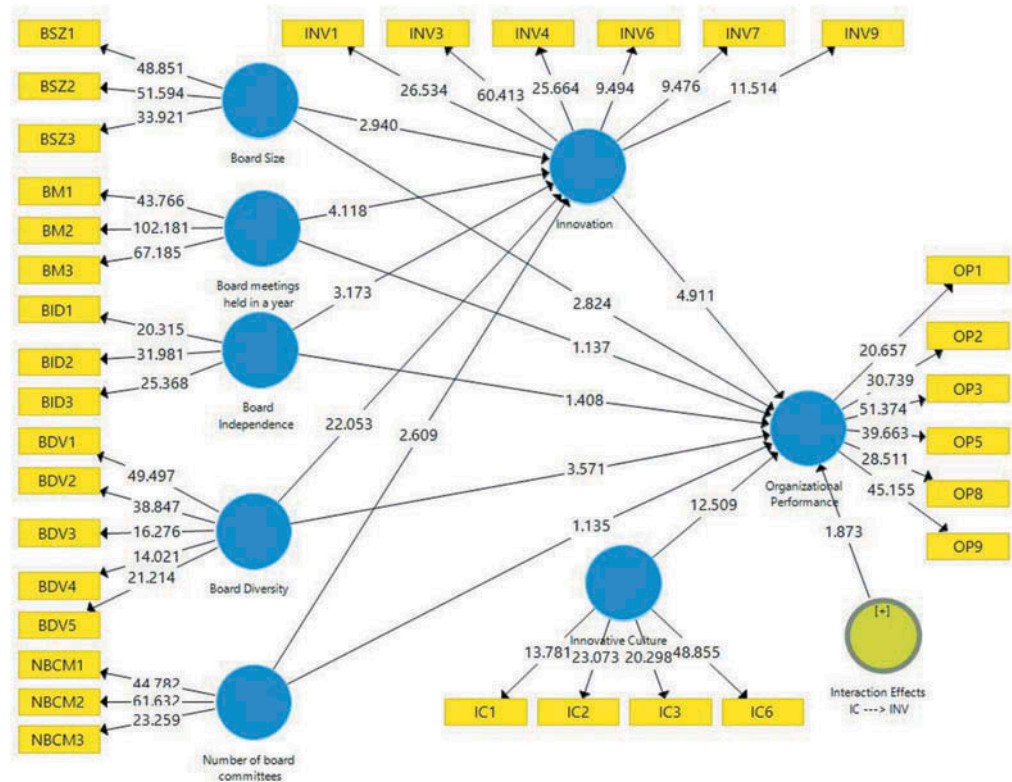 BSZ1
BSZ2
BSZ3
48.851
51.594
33.921
Board Size
INV1
INV3
INV4
INV6
INV7
INV9
26.534
60.413
25.664
9.494
9.476
11.514
Innovation
2.940
BM1
BM2
BM3
43.766
102.181
67.185
Board meetings
held in a year
4.118
BID1
BID2
BID3
20.315
31.981
25.368
Board
Independence
3.173
2.824
4.911
1.137
1.408
BDV1
BDV2
BDV3
BDV4
BDV5
49.497
38.847
16.276
14.021
21.214
Board Diversity
22.053
2.609
3.571
1.135
12.509
OP1
OP2
OP3
OP5
OP8
OP9
20.657
30.739
51.374
39.663
28.511
45.155
Organizational
Performance
1.873
NBCM1
NBCM2
NBCM3
44.782
61.632
23.259
Number of board
committees
Innovative Culture
13.781
23.073
20.298
48.855
IC1
IC2
IC3
IC6
[+]
Interaction Effects
IC ---> INV